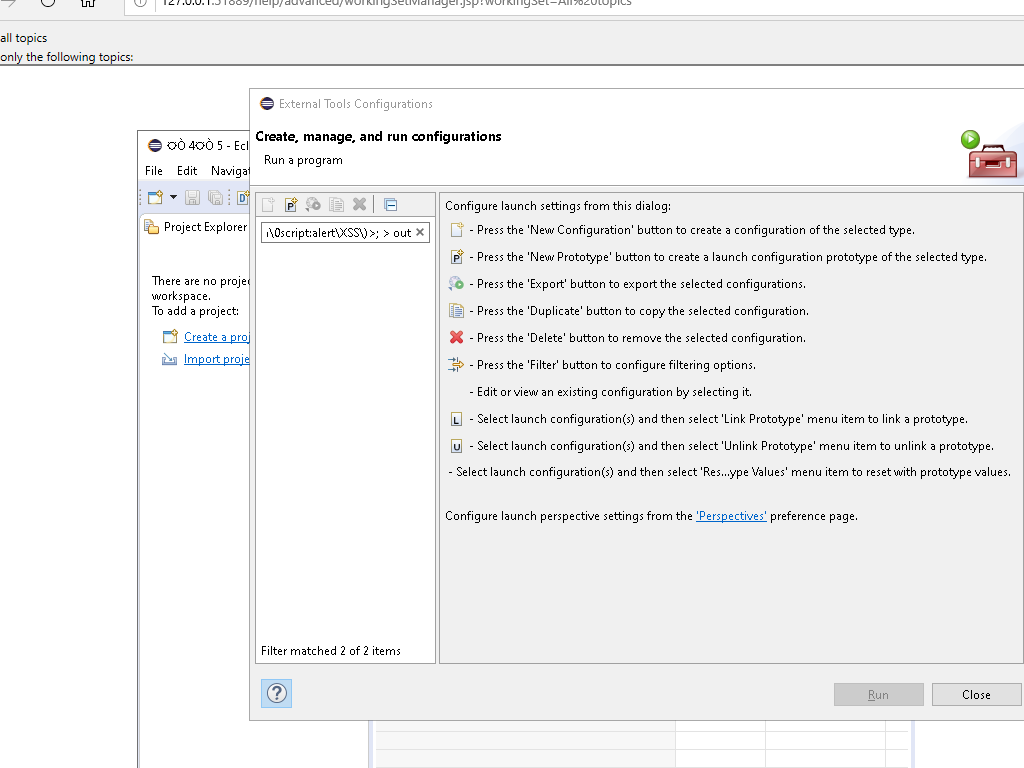 127.0.0.1:51889/help/advanced/workingSetManager.jsp?workingSet=All%20topics
all topics
only the following topics:
External Tools Configurations
Create, manage, and run configurations
Run a program
5 - Ecl
File Edit Navigat
Project Explorer
There are no projec
workspace.
To add a project:
Create a proj
Import proje
\0script:alert\XSS\)>; > out
Filter matched 2 of 2 items
Configure launch settings from this dialog:
- Press the 'New Configuration' button to create a configuration of the selected type.
- Press the 'New Prototype' button to create a launch configuration prototype of the selected type.
- Press the 'Export' button to export the selected configurations.
- Press the 'Duplicate' button to copy the selected configuration.
- Press the 'Delete' button to remove the selected configuration.
- Press the 'Filter' button to configure filtering options.
- Edit or view an existing configuration by selecting it.
- Select launch configuration(s) and then select 'Link Prototype' menu item to link a prototype.
- Select launch configuration(s) and then select 'Unlink Prototype' menu item to unlink a prototype.
- Select launch configuration(s) and then select 'Res...ype Values' menu item to reset with prototype values.
Configure launch perspective settings from the 'Perspectives' preference page.
Run
Close